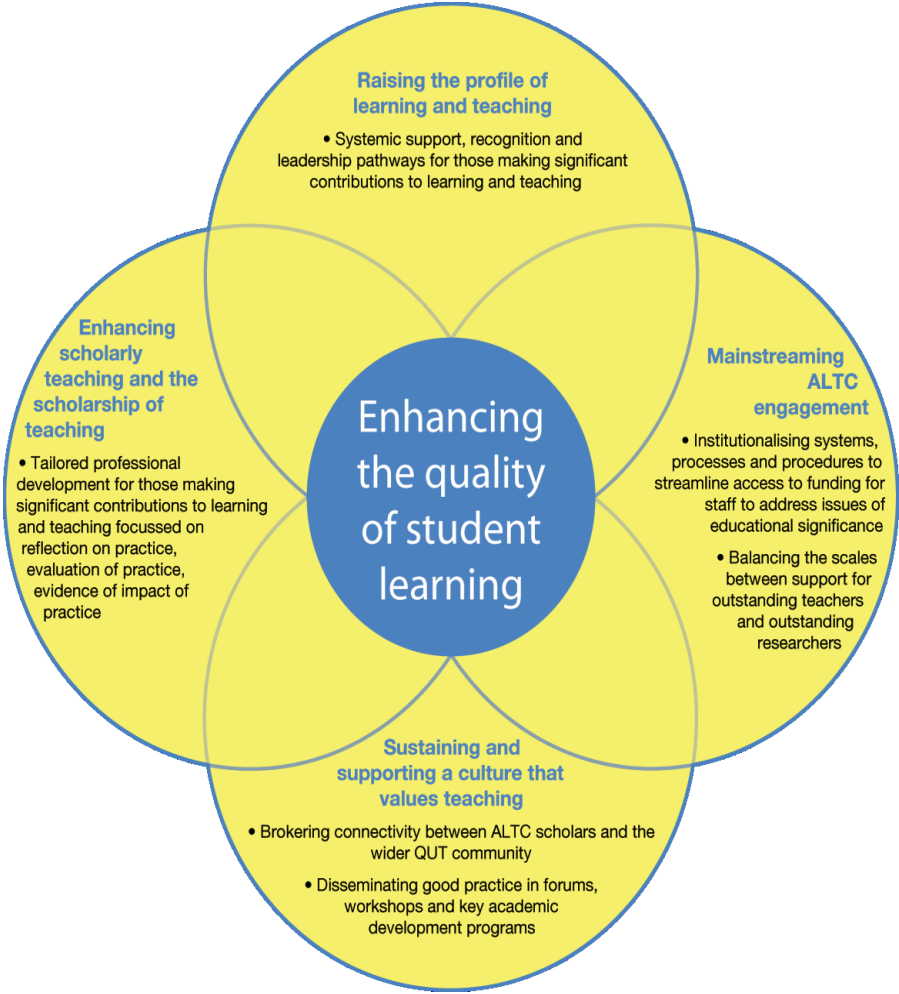 Raising the profile of
learning and teaching
• Systemic support, recognition and
leadership pathways for those making significant
contributions to learning and teaching
Enhancing
scholarly
teaching and the
scholarship of
teaching
• Tailored professional
development for those making
significant contributions to learning
and teaching focussed on
reflection on practice,
evaluation of practice,
evidence of impact of
practice
Enhancing
the quality
of student
learning
Mainstreaming
ALTC
engagement
• Institutionalising systems,
processes and procedures to
streamline access to funding for
staff to address issues of
educational significance
• Balancing the scales
between support for
outstanding teachers
and outstanding
researchers
Sustaining and
supporting a culture that
values teaching
• Brokering connectivity between ALTC scholars and the
wider QUT community
• Disseminating good practice in forums,
workshops and key academic
development programs